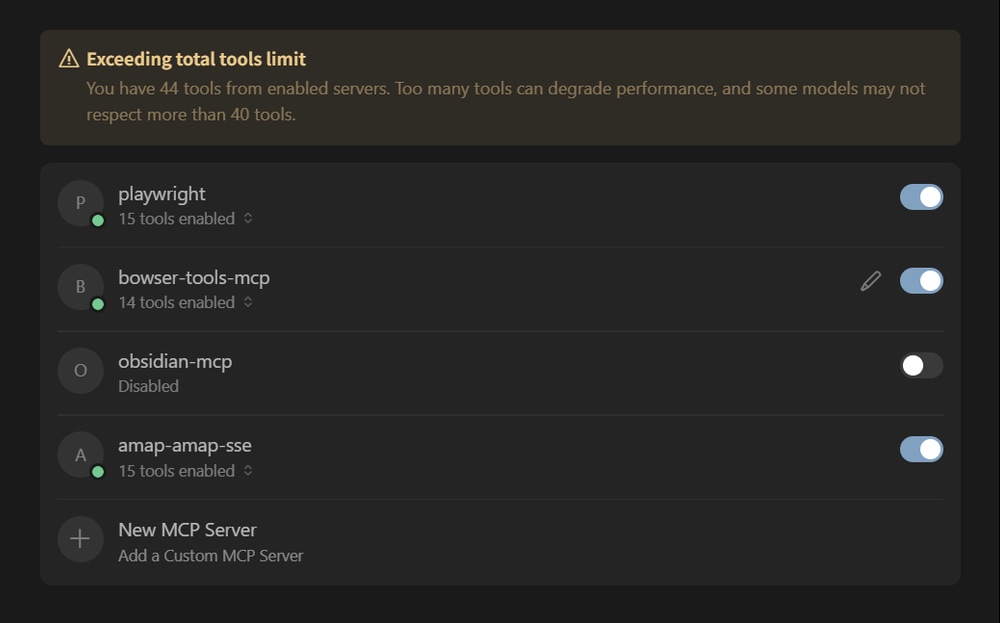 Exceeding total tools limit
You have 44 tools from enabled servers. Too many tools can degrade performance, and some models may not
respect more than 40 tools.
P
playwright
15 tools enabled
B
bowser-tools-mcp
14 tools enabled
O
obsidian-mcp
Disabled
A
amap-amap-sse
15 tools enabled
New MCP Server
Add a Custom MCP Server